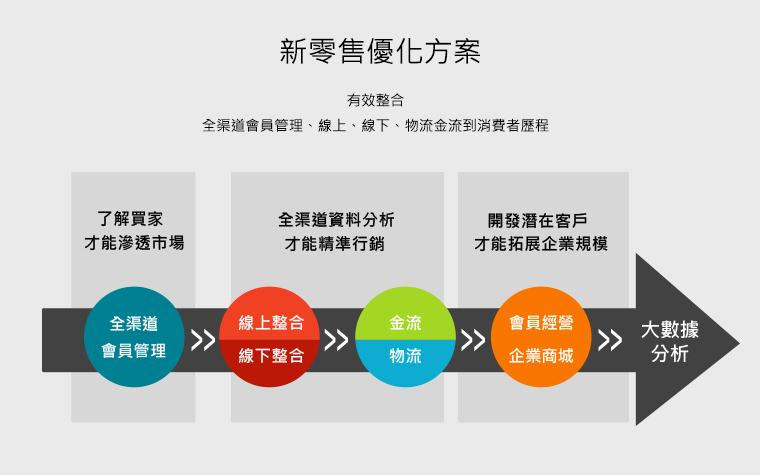 新零售優化方案
有效整合
全渠道會員管理、線上、線下、物流金流到消費者歷程
了解買家
才能滲透市場
全渠道資料分析
才能精準行銷
開發潛在客戶
才能拓展企業規模
全渠道
會員管理
線上整合
線下整合
金流
物流
會員經營
企業商城
大數據
分析